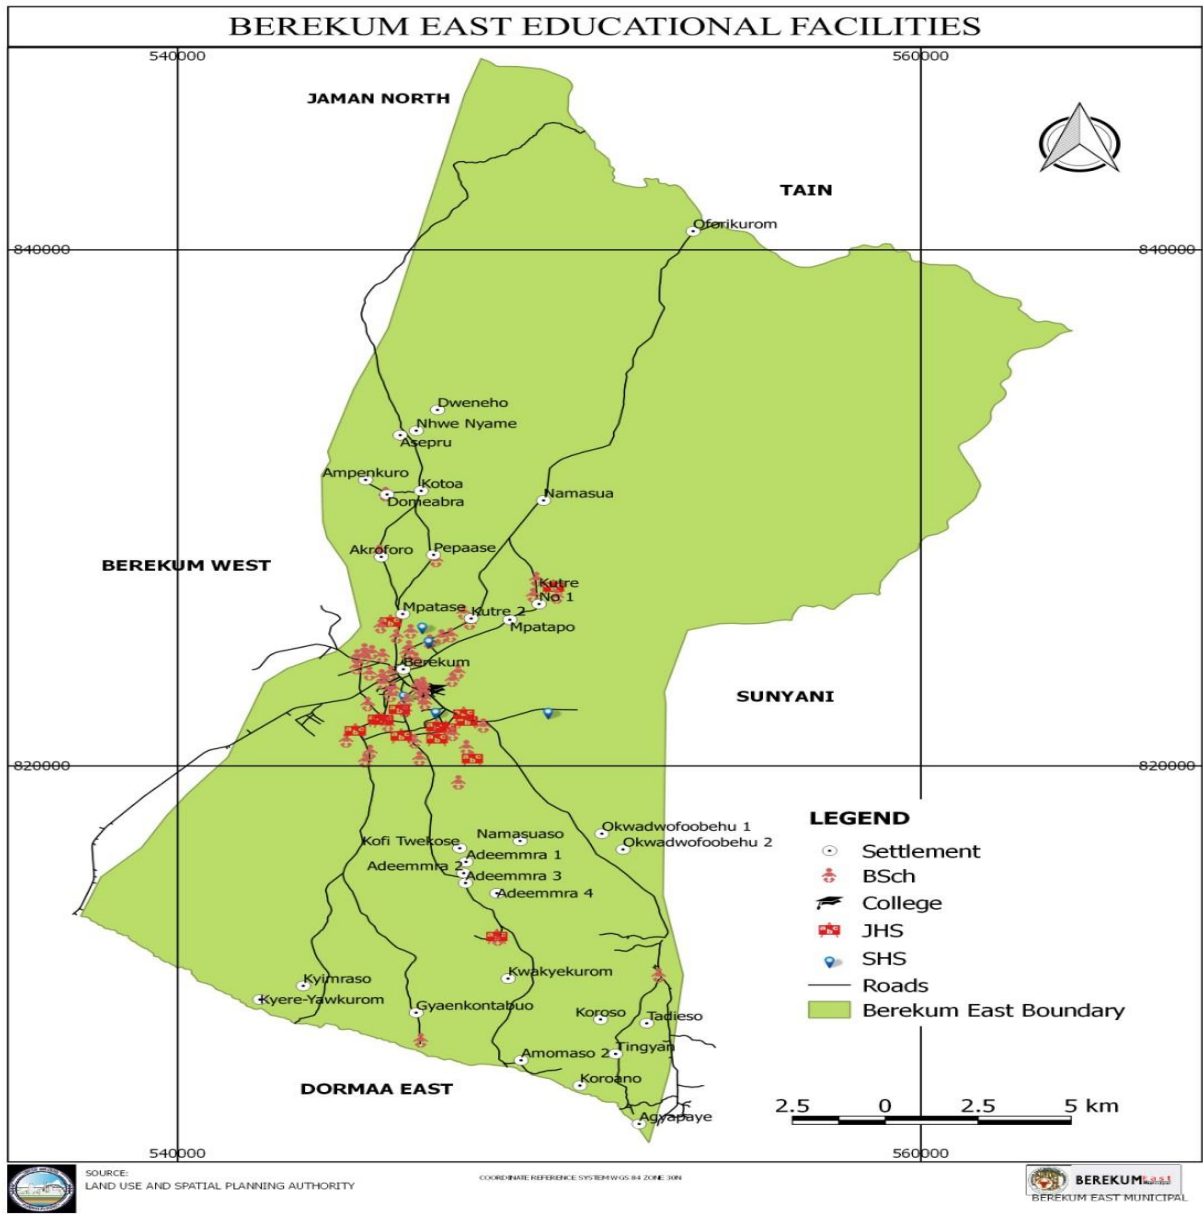 BEREKUM EAST EDUCATIONAL FACILITIES
540000
560000
JAMAN NORTH
TAIN
Oforikurom
840000
840000
Dweneho
Nhwe Nyame
Asepru
Ampenkuro
Kotoa
Domeabra
Namasua
Akroforo
Pepaase
BEREKUM WEST
Kutre
No 1
Mpatase
Kutre 2
Mpatapo
Berekum
SUNYANI
820000
820000
LEGEND
Settlement
BSch
College
JHS
SHS
Roads
Berekum East Boundary
Okwadwofoobehu 1
Namasuaso
Kofi Twekose
Okwadwofoobehu 2
Adeemmra 1
Adeemmra 2
Adeemmra 3
Adeemmra 4
Kwakyekurom
Kyimraso
Kyere-Yawkurom
Gyaenkontabuo
Koroso
Tadieso
Amomaso 2
Tingyan
Koroano
DORMAA EAST
Agyapaye
2.5 0 2.5 5 km
540000
560000
SOURCE:
LAND USE AND SPATIAL PLANNING AUTHORITY
COORDINATE REFERENCE SYSTEM WGS 84 ZONE 30N
BEREKUM East
BEREKUM EAST MUNICIPAL